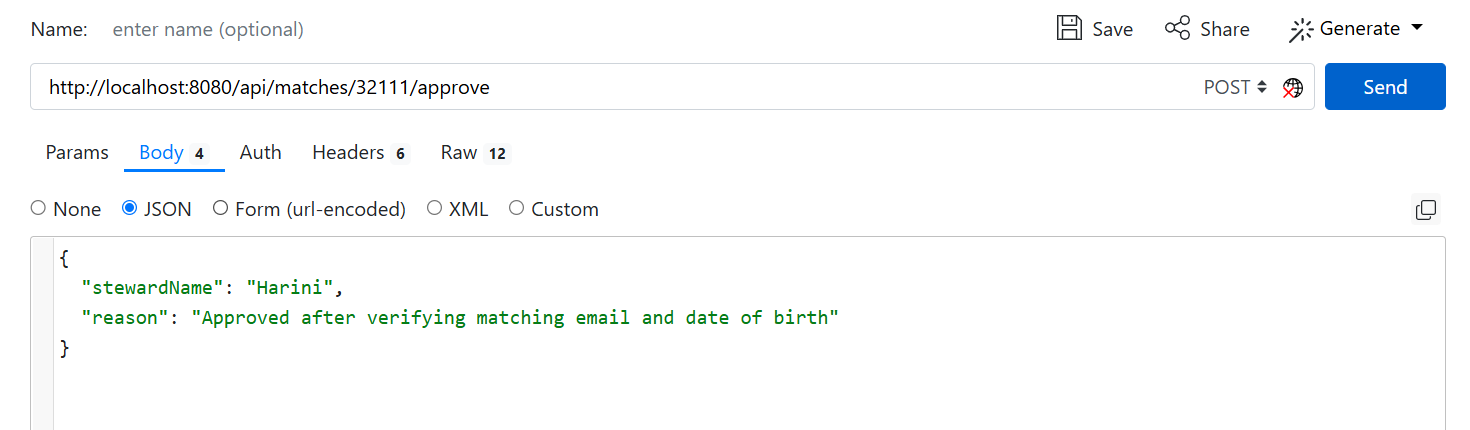 Name: enter name (optional) Save Share Generate
http://localhost:8080/api/matches/32111/approve POST Send
Params Body 4 Auth Headers 6 Raw 12
None JSON Form (url-encoded) XML Custom
{
"stewardName": "Harini",
"reason": "Approved after verifying matching email and date of birth"
}